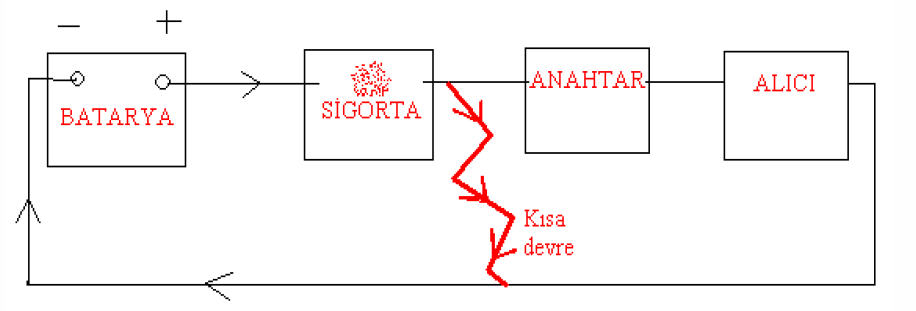 − +
BATARYA
SİGORTA
ANAHTAR
ALICI
Kısa
devre